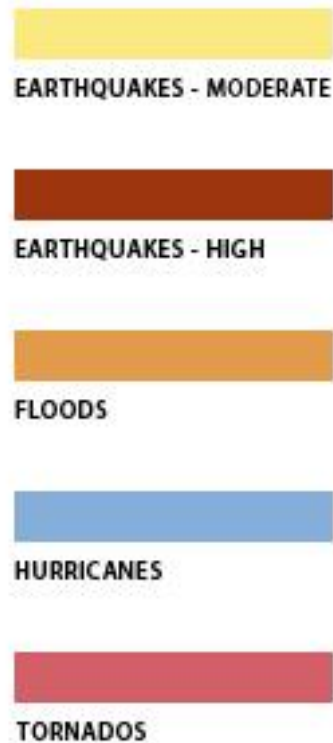 EARTHQUAKES - MODERATE
EARTHQUAKES - HIGH
FLOODS
HURRICANES
TORNADOS